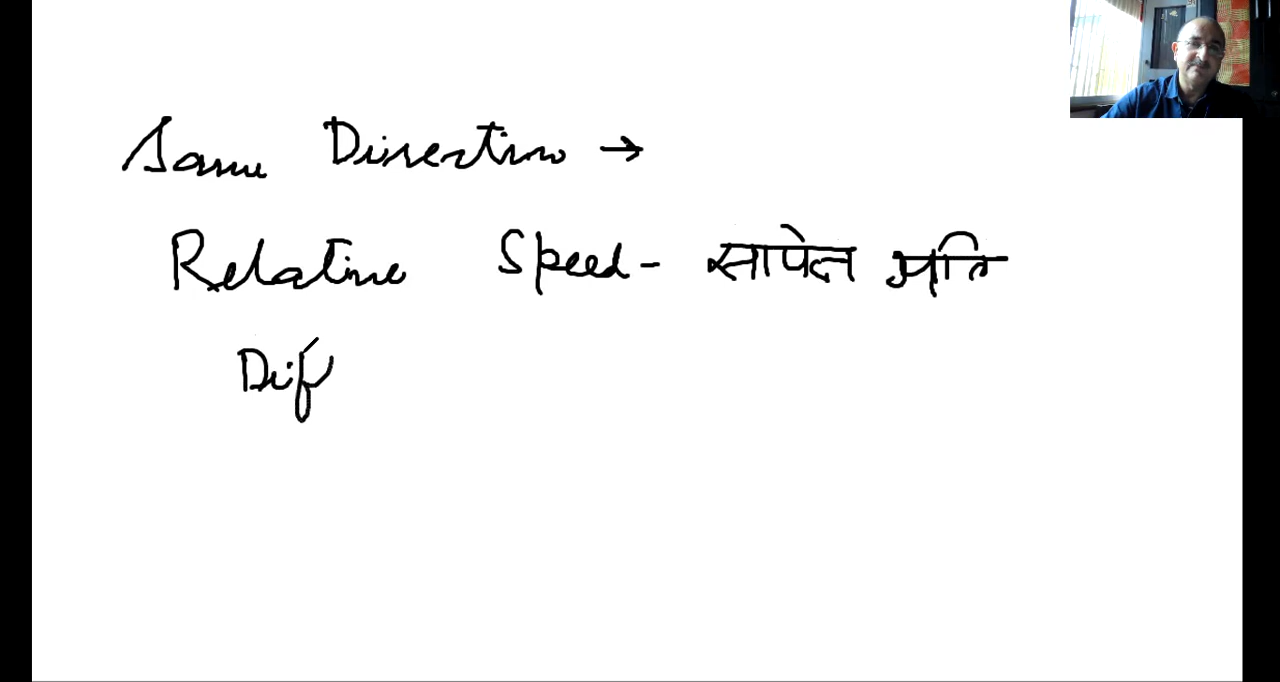 Same Direction →
Relative Speed - सापेक्ष गति
Dif